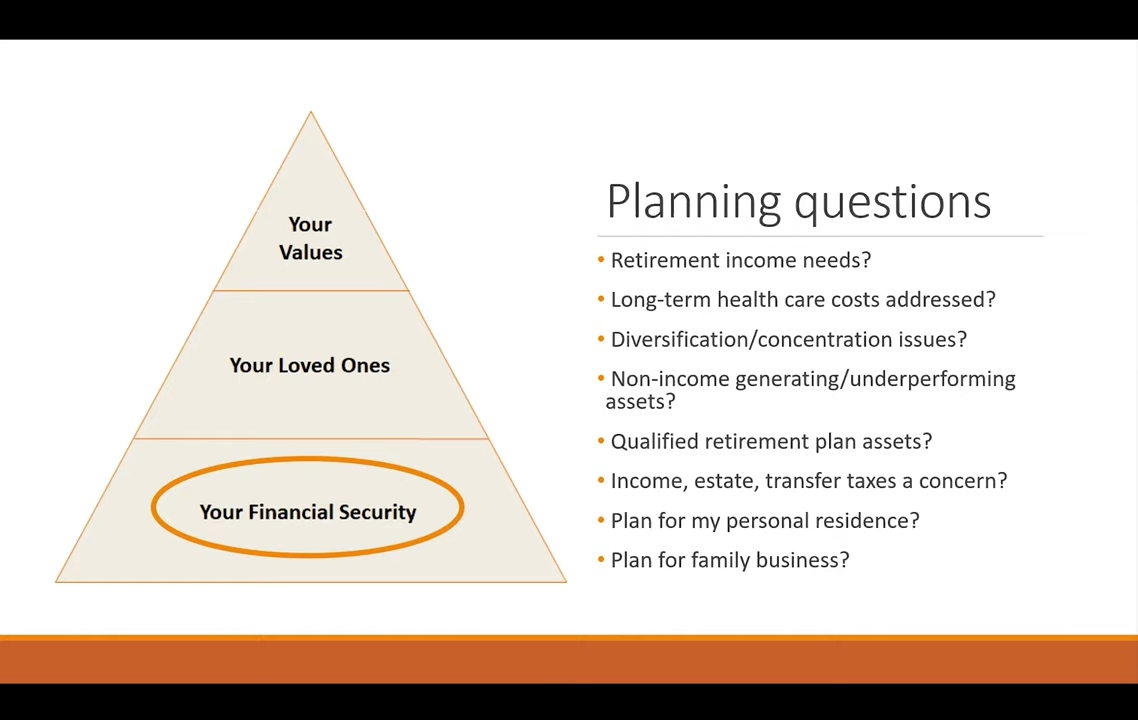 Your
Values
Your Loved Ones
Your Financial Security
Planning questions
• Retirement income needs?
• Long-term health care costs addressed?
• Diversification/concentration issues?
• Non-income generating/underperforming
assets?
• Qualified retirement plan assets?
• Income, estate, transfer taxes a concern?
• Plan for my personal residence?
• Plan for family business?